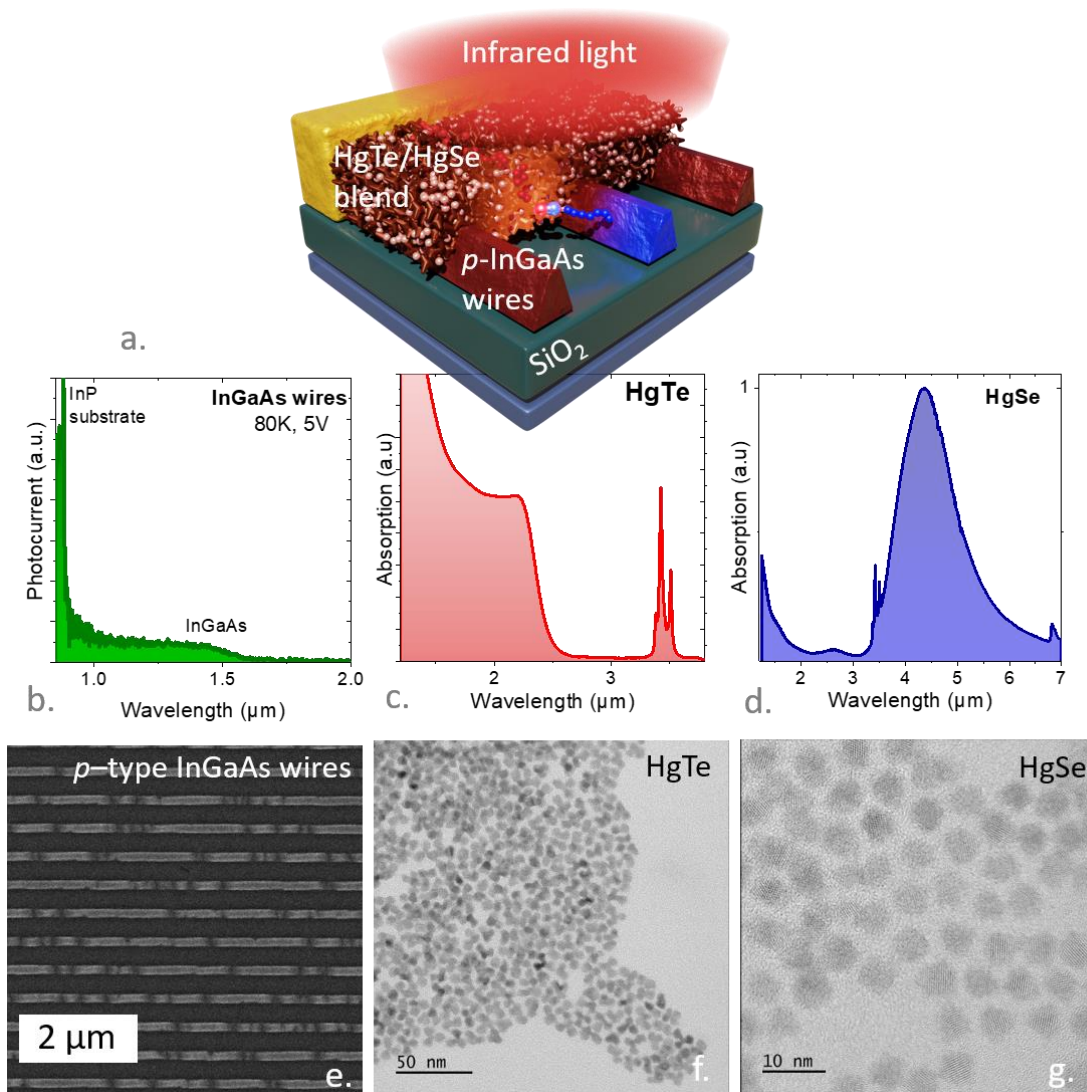 Infrared light
HgTe/HgSe
blend
p-InGaAs
wires
SiO2
a.
Photocurrent (a.u.)
InP
substrate
InGaAs wires
80K, 5V
InGaAs
1.0
1.5
2.0
Wavelength (µm)
b.
Absorption (a.u)
HgTe
2
3
Wavelength (µm)
c.
Absorption (a.u)
1
HgSe
2
3
4
5
6
7
Wavelength (µm)
d.
p–type InGaAs wires
2 µm
e.
HgTe
50 nm
f.
HgSe
10 nm
g.